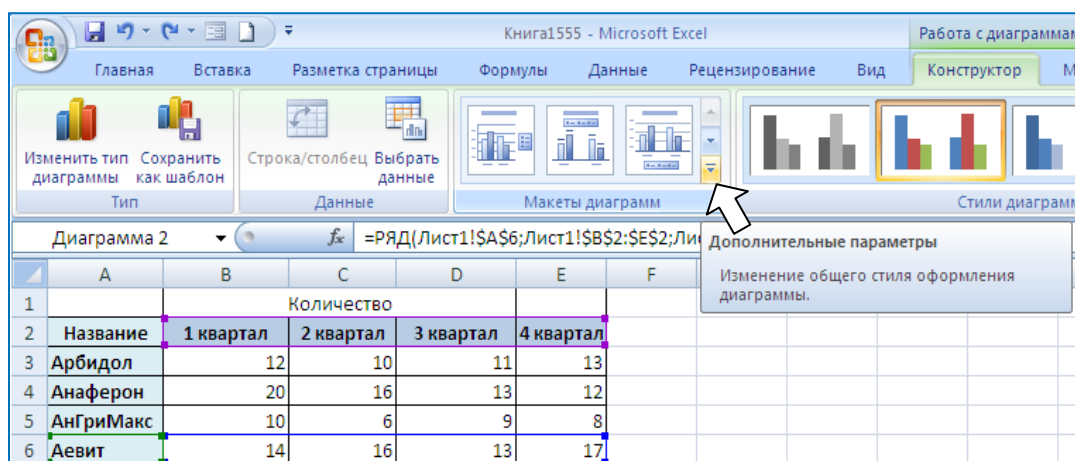 Книга1555 - Microsoft Excel
Работа с диаграммам
Главная Вставка Разметка страницы Формулы Данные Рецензирование Вид Конструктор М
Изменить тип диаграммы
Сохранить как шаблон
Строка/столбец
Выбрать данные
Тип Данные Макеты диаграмм Стили диаграмм
Диаграмма 2 fx =РЯД(Лист1!$A$6;Лист1!$B$2:$E$2;Ли
Дополнительные параметры
Изменение общего стиля оформления
диаграммы.
A B C D E F
1 Количество
2 Название 1 квартал 2 квартал 3 квартал 4 квартал
3 Арбидол 12 10 11 13
4 Анаферон 20 16 13 12
5 АнГриМакс 10 6 9 8
6 Аевит 14 16 13 17